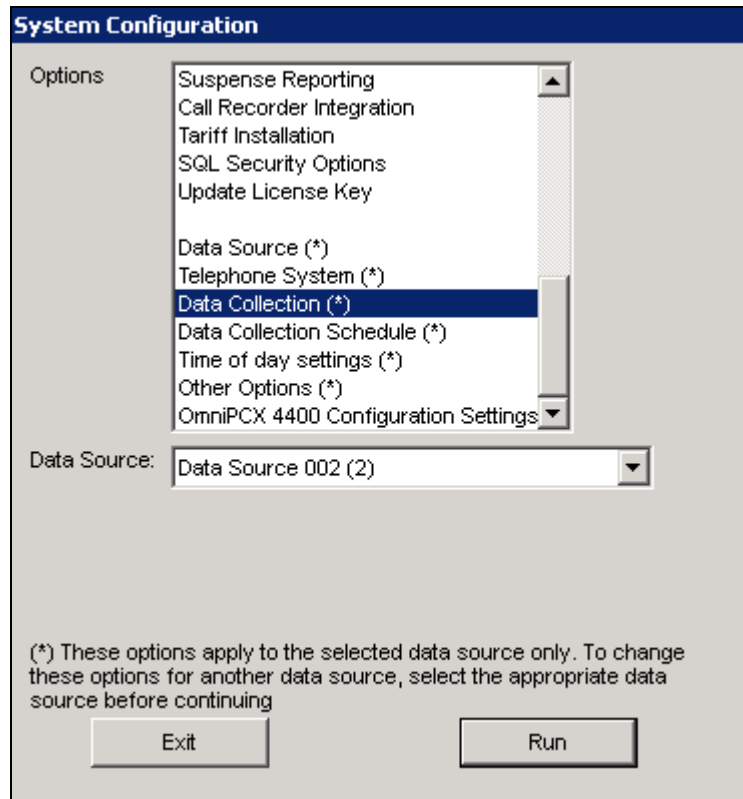 System Configuration
Options
Suspense Reporting
Call Recorder Integration
Tariff Installation
SQL Security Options
Update License Key
Data Source (*)
Telephone System (*)
Data Collection (*)
Data Collection Schedule (*)
Time of day settings (*)
Other Options (*)
OmniPCX 4400 Configuration Settings
Data Source:
Data Source 002 (2)
(*) These options apply to the selected data source only. To change
these options for another data source, select the appropriate data
source before continuing
Exit
Run